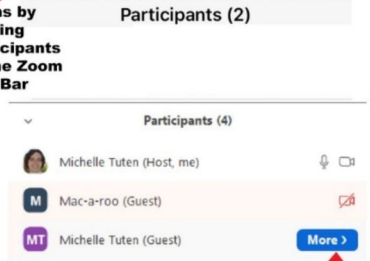 ns by
ing
cipants
e Zoom
Bar
Participants (2)
Participants (4)
Michelle Tuten (Host, me)
M Mac-a-roo (Guest)
MT Michelle Tuten (Guest) More >